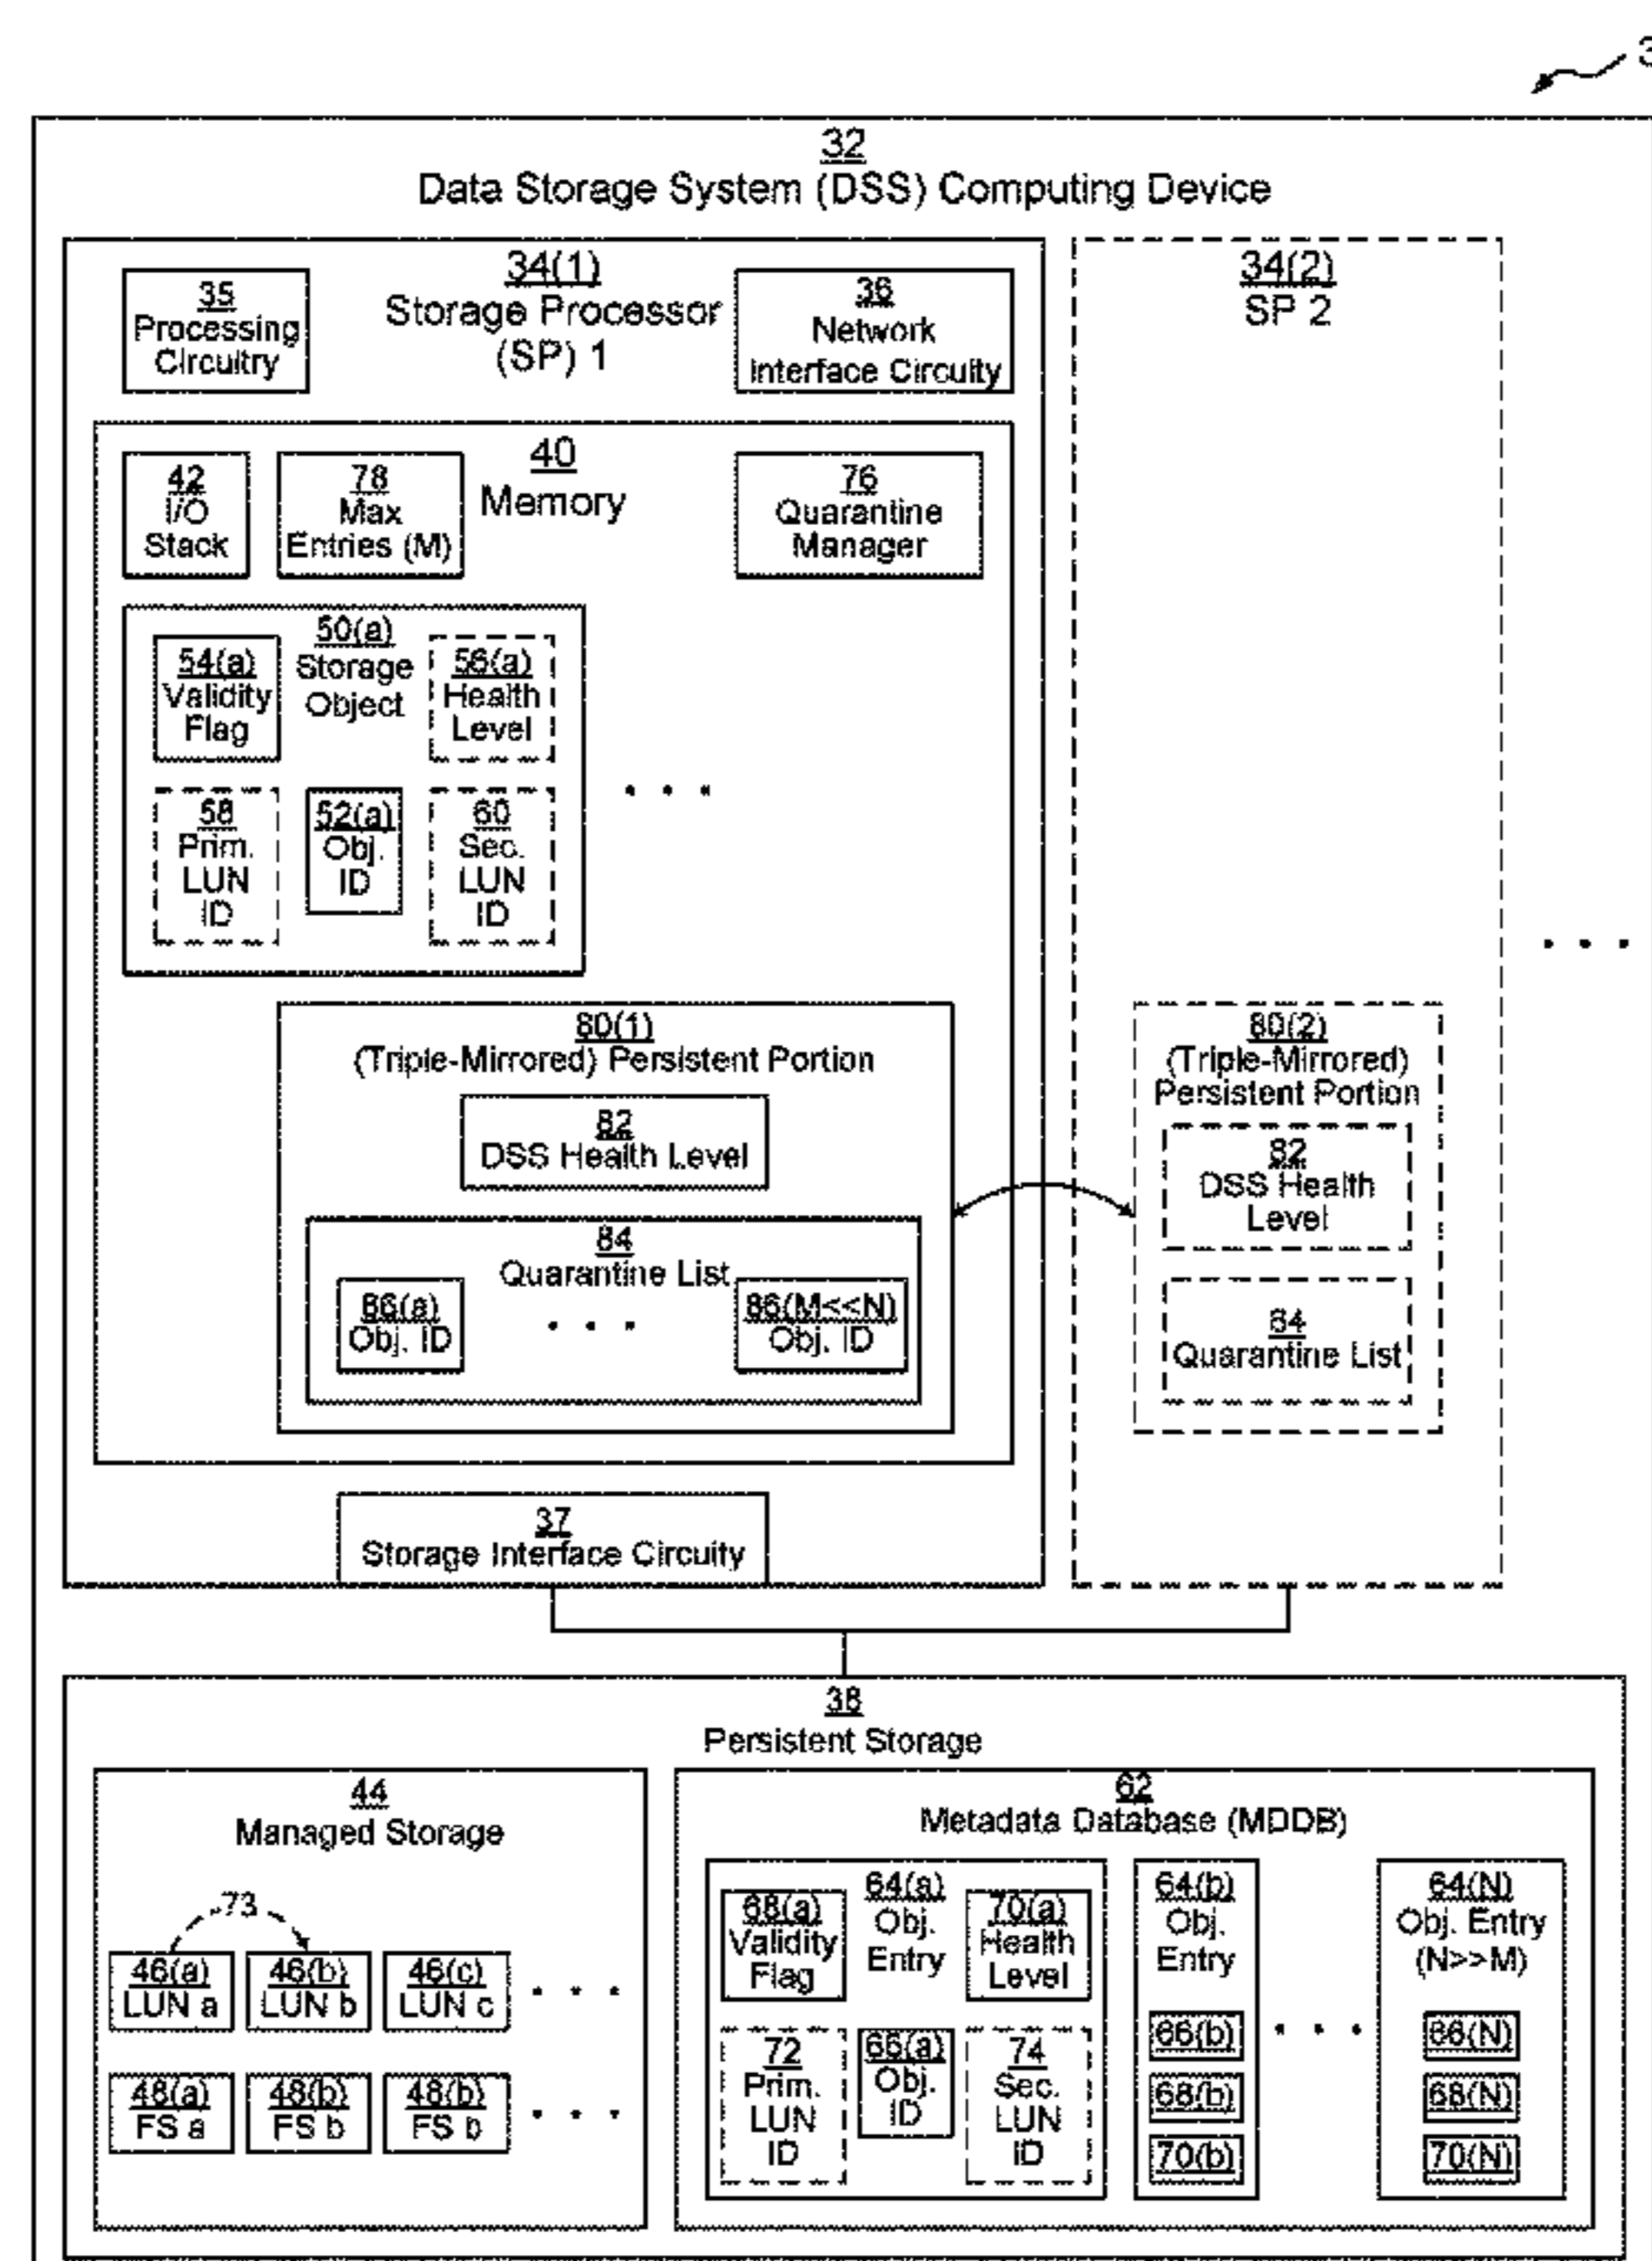 3
32
Data Storage System (DSS) Computing Device
34(1)
Storage Processor
(SP) 1
35
Processing
Circuitry
36
Network
Interface Circuity
34(2)
SP 2
40
Memory
42
I/O
Stack
78
Max
Entries (M)
76
Quarantine
Manager
50(a)
Storage
Object
54(a)
Validity
Flag
56(a)
Health
Level
58
Prim.
LUN
ID
52(a)
Obj.
ID
60
Sec.
LUN
ID
. . .
. . .
80(1)
(Triple-Mirrored) Persistent Portion
82
DSS Health Level
84
Quarantine List
86(a)
Obj. ID
. . .
86(M<<N)
Obj. ID
80(2)
(Triple-Mirrored)
Persistent Portion
82
DSS Health
Level
84
Quarantine List
37
Storage Interface Circuity
38
Persistent Storage
44
Managed Storage
73
46(a)
LUN a
46(b)
LUN b
46(c)
LUN c
. . .
48(a)
FS a
48(b)
FS b
48(b)
FS b
. . .
62
Metadata Database (MDDB)
64(a)
Obj.
Entry
68(a)
Validity
Flag
70(a)
Health
Level
72
Prim.
LUN
ID
66(a)
Obj.
ID
74
Sec.
LUN
ID
64(b)
Obj.
Entry
66(b)
68(b)
70(b)
. . .
64(N)
Obj. Entry
(N>>M)
66(N)
68(N)
70(N)